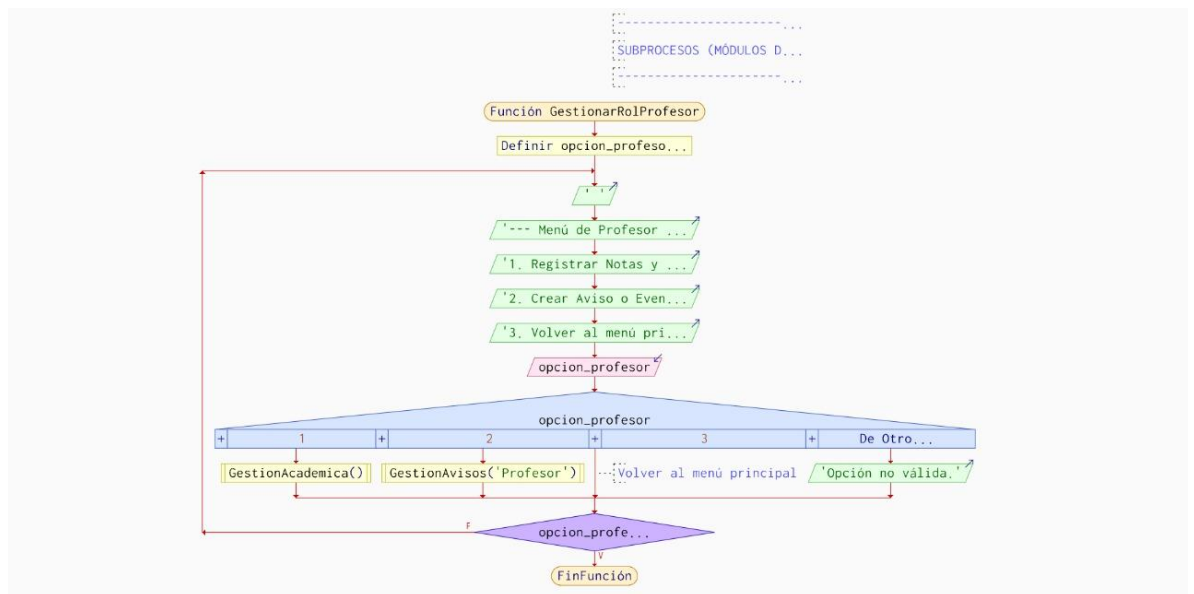 -----------------------...
SUBPROCESOS (MÓDULOS D...
-----------------------...
Función GestionarRolProfesor
Definir opcion_profeso...
' '
'--- Menú de Profesor ...
'1. Registrar Notas y ...
'2. Crear Aviso o Even...
'3. Volver al menú pri...
opcion_profesor
opcion_profesor
+ 1 + 2 + 3 + De Otro...
GestionAcademica() GestionAvisos('Profesor') Volver al menú principal 'Opción no válida.'
F opcion_profe...
V
FinFunción